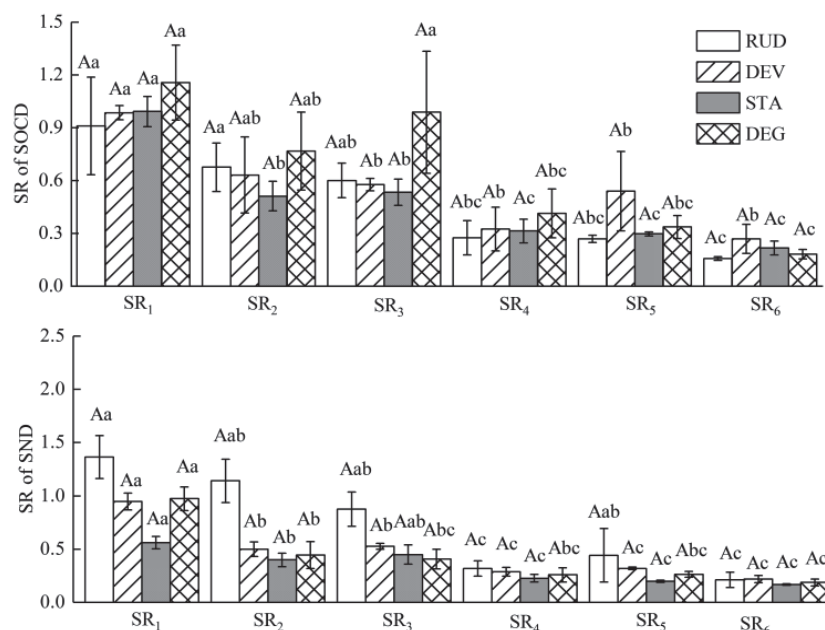 SR of SOCD
1.5
1.2
0.9
0.6
0.3
0.0
RUD
DEV
STA
DEG
Aa Aa Aa Aa
Aa Aab Ab Aab
Aab Ab Ab Aa
Abc Ab Ac Abc
Abc Ab Ac Abc
Ac Ab Ac Ac
SR₁ SR₂ SR₃ SR₄ SR₅ SR₆
SR of SND
2.5
2.0
1.5
1.0
0.5
0.0
Aa Aa Aa Aa
Aab Ab Ab Ab
Aab Ab Aab Abc
Ac Ac Ac Abc
Aab Ac Ac Abc
Ac Ac Ac Ac
SR₁ SR₂ SR₃ SR₄ SR₅ SR₆